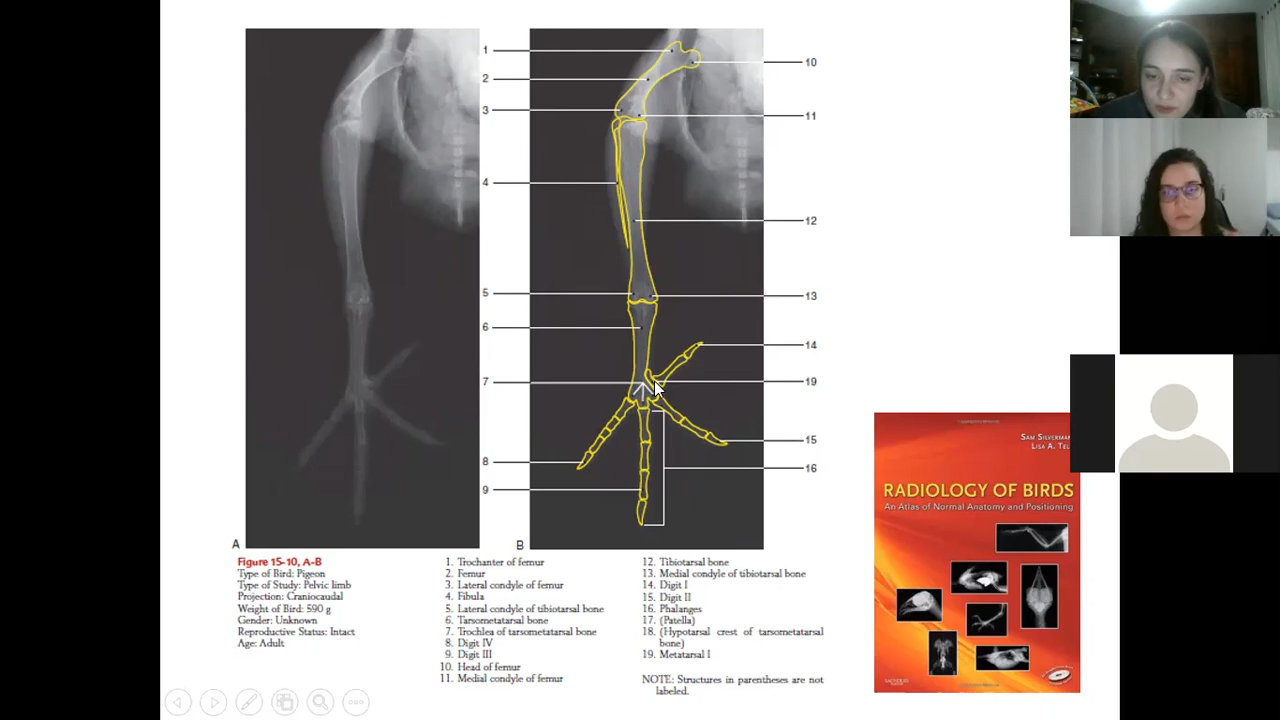 1
2
3
4
5
6
7
8
9
10
11
12
13
14
19
15
16
A
B
Figure 15-10, A-B
Type of Bird: Pigeon
Type of Study: Pelvic limb
Projection: Craniocaudal
Weight of Bird: 590 g
Gender: Unknown
Reproductive Status: Intact
Age: Adult
1. Trochanter of femur
2. Femur
3. Lateral condyle of femur
4. Fibula
5. Lateral condyle of tibiotarsal bone
6. Tarsometatarsal bone
7. Trochlea of tarsometatarsal bone
8. Digit IV
9. Digit III
10. Head of femur
11. Medial condyle of femur
12. Tibiotarsal bone
13. Medial condyle of tibiotarsal bone
14. Digit I
15. Digit II
16. Phalanges
17. (Patella)
18. (Hypotarsal crest of tarsometatarsal
bone)
19. Metatarsal I
NOTE: Structures in parentheses are not
labeled.
SAM SILVERMAN
LISA A. TEL
RADIOLOGY OF BIRDS
An Atlas of Normal Anatomy and Positioning